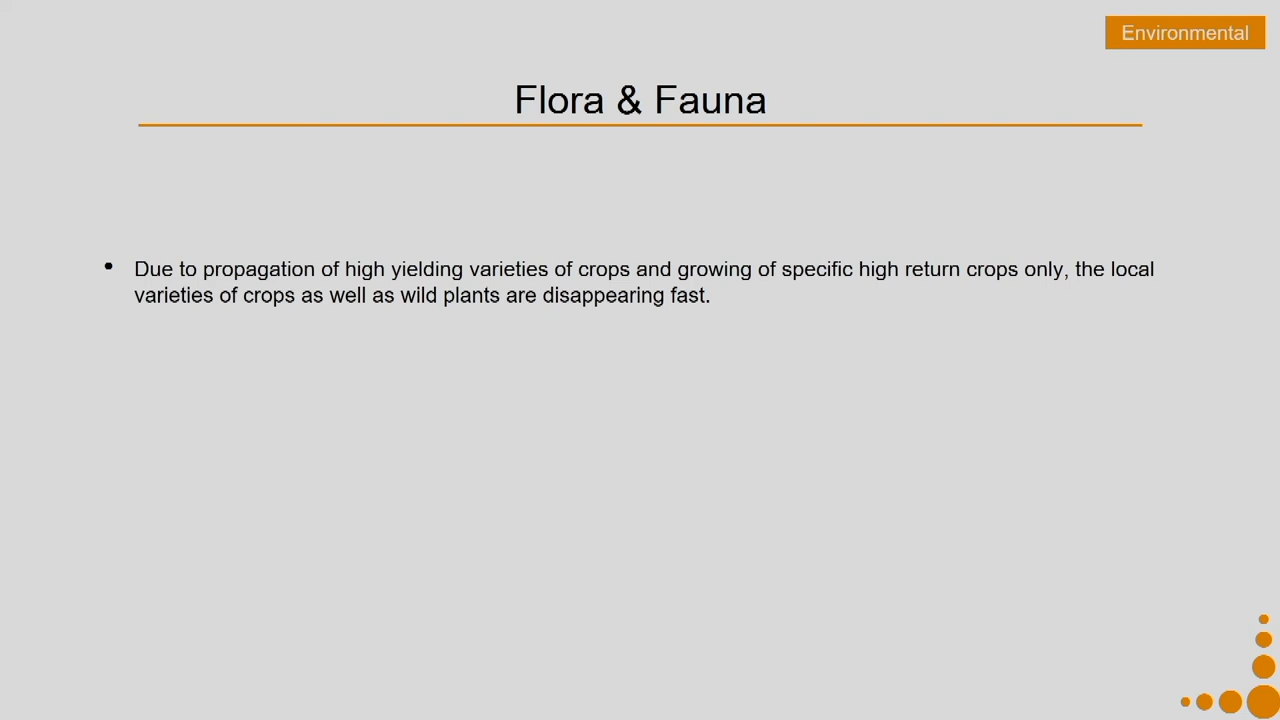 Environmental
Flora & Fauna
• Due to propagation of high yielding varieties of crops and growing of specific high return crops only, the local
varieties of crops as well as wild plants are disappearing fast.